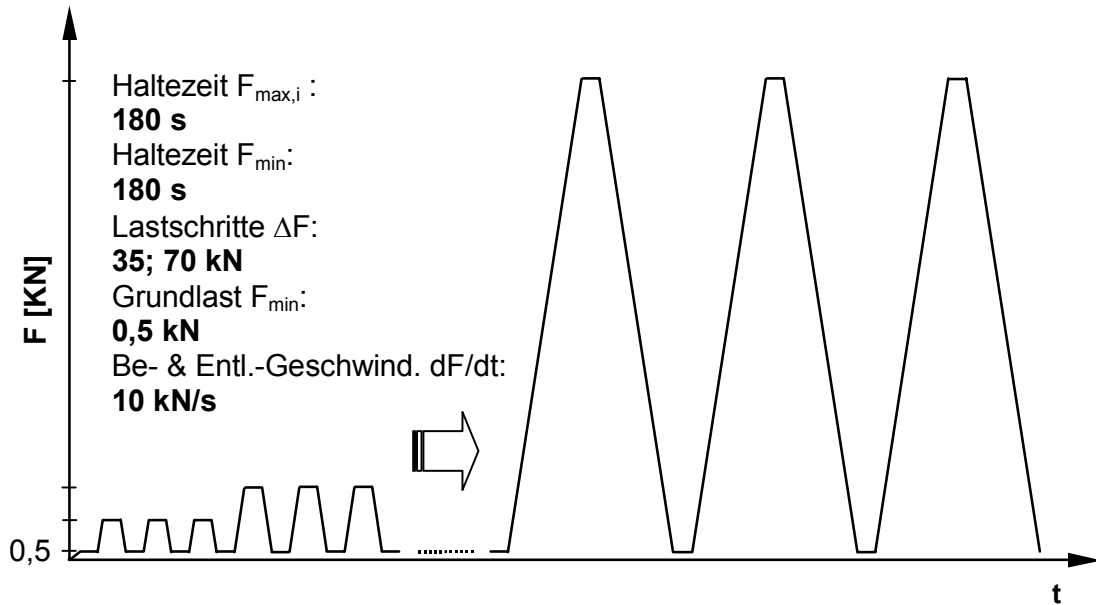 Haltezeit Fmax,i :
180 s
Haltezeit Fmin:
180 s
Lastschritte ΔF:
35; 70 kN
Grundlast Fmin:
0,5 kN
Be- & Entl.-Geschwind. dF/dt:
10 kN/s
F [KN]
0,5
t